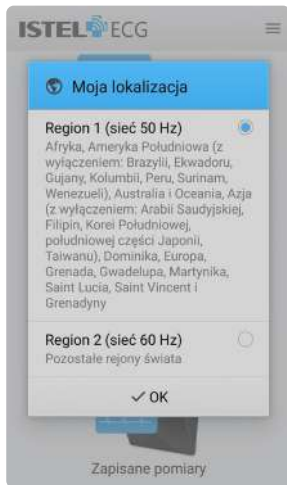 ISTEL ECG
Moja lokalizacja
Region 1 (sieć 50 Hz)
Afryka, Ameryka Południowa (z
wyłączeniem: Brazylii, Ekwadoru,
Gujany, Kolumbii, Peru, Surinam,
Wenezueli), Australia i Oceania, Azja
(z wyłączeniem: Arabii Saudyjskiej,
Filipin, Korei Południowej,
południowej części Japonii,
Taiwanu), Dominika, Europa,
Grenada, Gwadelupa, Martynika,
Saint Lucia, Saint Vincent i
Grenadyny
Region 2 (sieć 60 Hz)
Pozostałe rejony świata
OK
Zapisane pomiary